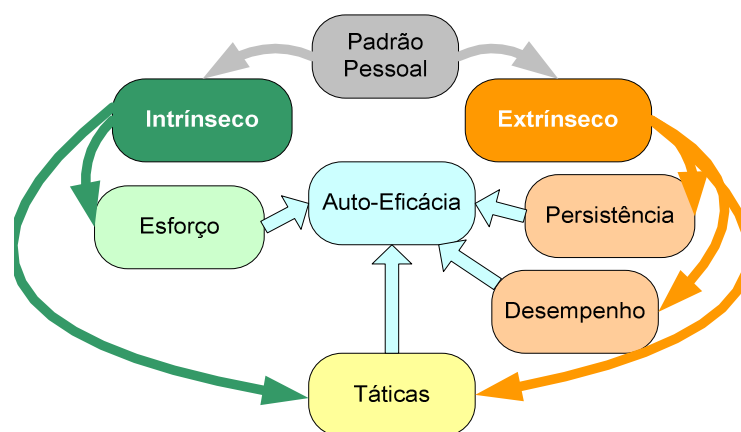 Padrão
Pessoal
Intrínseco
Extrínseco
Auto-Eficácia
Persistência
Esforço
Desempenho
Táticas